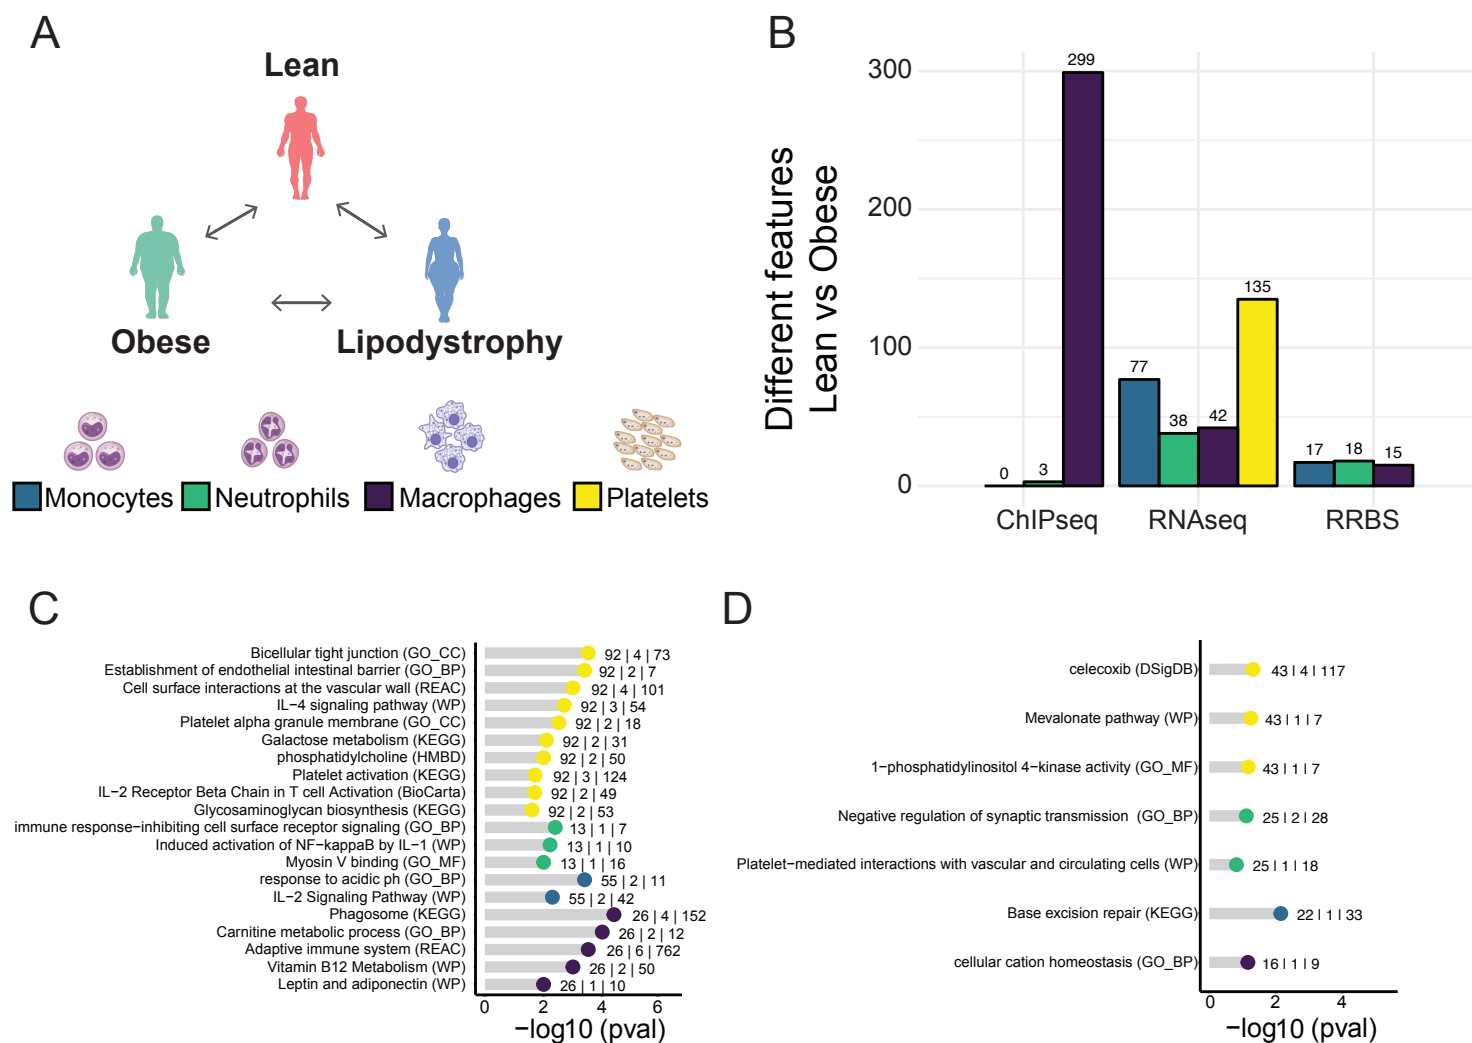 A
Lean
Obese
Lipodystrophy
Monocytes
Neutrophils
Macrophages
Platelets
B
Different features
Lean vs Obese
300
200
100
0
0
3
299
77
38
42
135
17
18
15
ChIPseq
RNAseq
RRBS
C
Bicellular tight junction (GO_CC) 92 | 4 | 73
Establishment of endothelial intestinal barrier (GO_BP) 92 | 2 | 7
Cell surface interactions at the vascular wall (REAC) 92 | 4 | 101
IL−4 signaling pathway (WP) 92 | 3 | 54
Platelet alpha granule membrane (GO_CC) 92 | 2 | 18
Galactose metabolism (KEGG) 92 | 2 | 31
phosphatidylcholine (HMBD) 92 | 2 | 50
Platelet activation (KEGG) 92 | 3 | 124
IL−2 Receptor Beta Chain in T cell Activation (BioCarta) 92 | 2 | 49
Glycosaminoglycan biosynthesis (KEGG) 92 | 2 | 53
immune response−inhibiting cell surface receptor signaling (GO_BP) 13 | 1 | 7
Induced activation of NF−kappaB by IL−1 (WP) 13 | 1 | 10
Myosin V binding (GO_MF) 13 | 1 | 16
response to acidic ph (GO_BP) 55 | 2 | 11
IL−2 Signaling Pathway (WP) 55 | 2 | 42
Phagosome (KEGG) 26 | 4 | 152
Carnitine metabolic process (GO_BP) 26 | 2 | 12
Adaptive immune system (REAC) 26 | 6 | 762
Vitamin B12 Metabolism (WP) 26 | 2 | 50
Leptin and adiponectin (WP) 26 | 1 | 10
0 2 4 6
−log10 (pval)
D
celecoxib (DSigDB) 43 | 4 | 117
Mevalonate pathway (WP) 43 | 1 | 7
1−phosphatidylinositol 4−kinase activity (GO_MF) 43 | 1 | 7
Negative regulation of synaptic transmission (GO_BP) 25 | 2 | 28
Platelet−mediated interactions with vascular and circulating cells (WP) 25 | 1 | 18
Base excision repair (KEGG) 22 | 1 | 33
cellular cation homeostasis (GO_BP) 16 | 1 | 9
0 2 4
−log10 (pval)